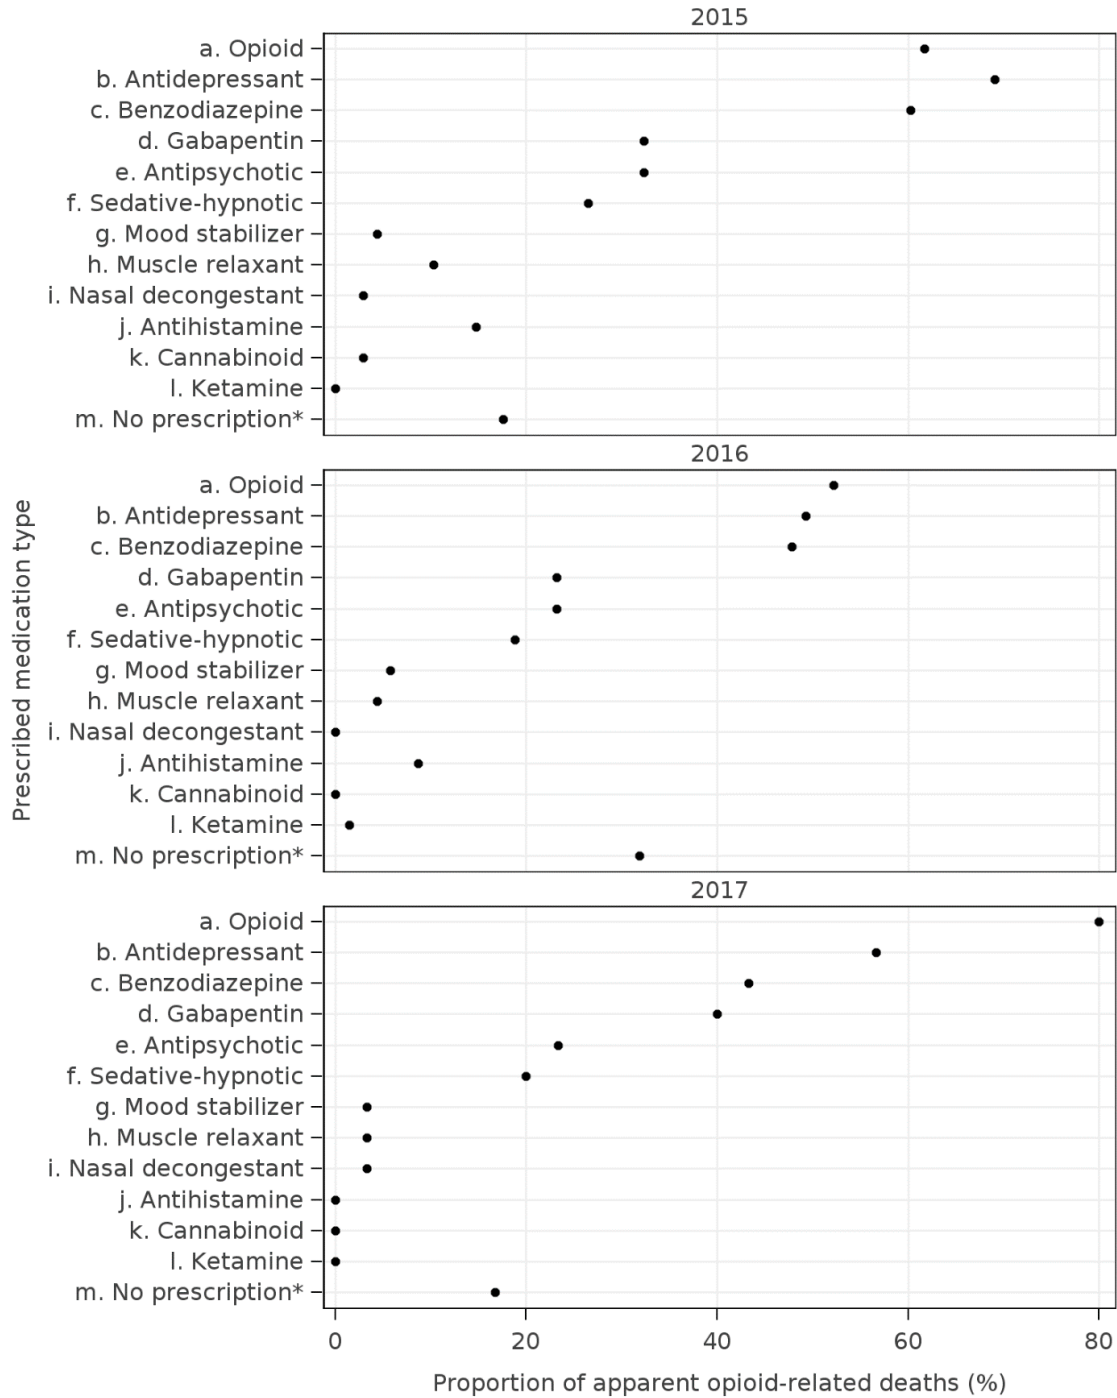 2015
a. Opioid
b. Antidepressant
c. Benzodiazepine
d. Gabapentin
e. Antipsychotic
f. Sedative-hypnotic
g. Mood stabilizer
h. Muscle relaxant
i. Nasal decongestant
j. Antihistamine
k. Cannabinoid
l. Ketamine
m. No prescription*
2016
Prescribed medication type
a. Opioid
b. Antidepressant
c. Benzodiazepine
d. Gabapentin
e. Antipsychotic
f. Sedative-hypnotic
g. Mood stabilizer
h. Muscle relaxant
i. Nasal decongestant
j. Antihistamine
k. Cannabinoid
l. Ketamine
m. No prescription*
2017
a. Opioid
b. Antidepressant
c. Benzodiazepine
d. Gabapentin
e. Antipsychotic
f. Sedative-hypnotic
g. Mood stabilizer
h. Muscle relaxant
i. Nasal decongestant
j. Antihistamine
k. Cannabinoid
l. Ketamine
m. No prescription*
0 20 40 60 80
Proportion of apparent opioid-related deaths (%)